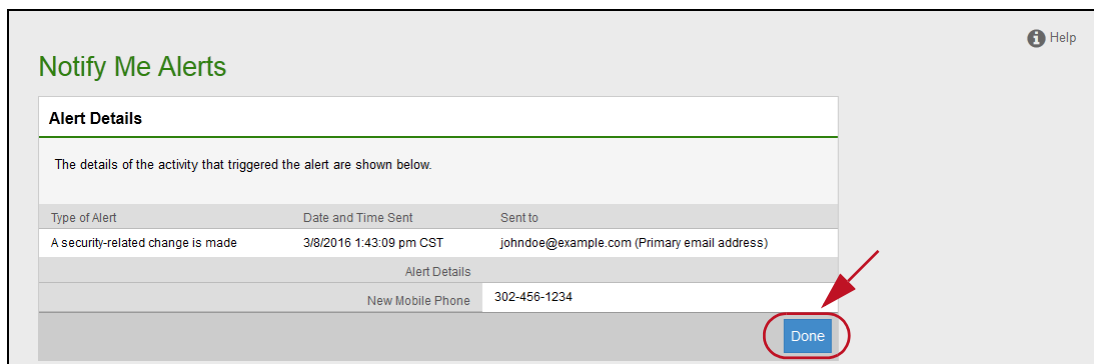 Help
Notify Me Alerts
Alert Details
The details of the activity that triggered the alert are shown below.
Type of Alert Date and Time Sent Sent to
A security-related change is made 3/8/2016 1:43:09 pm CST johndoe@example.com (Primary email address)
Alert Details
New Mobile Phone 302-456-1234
Done